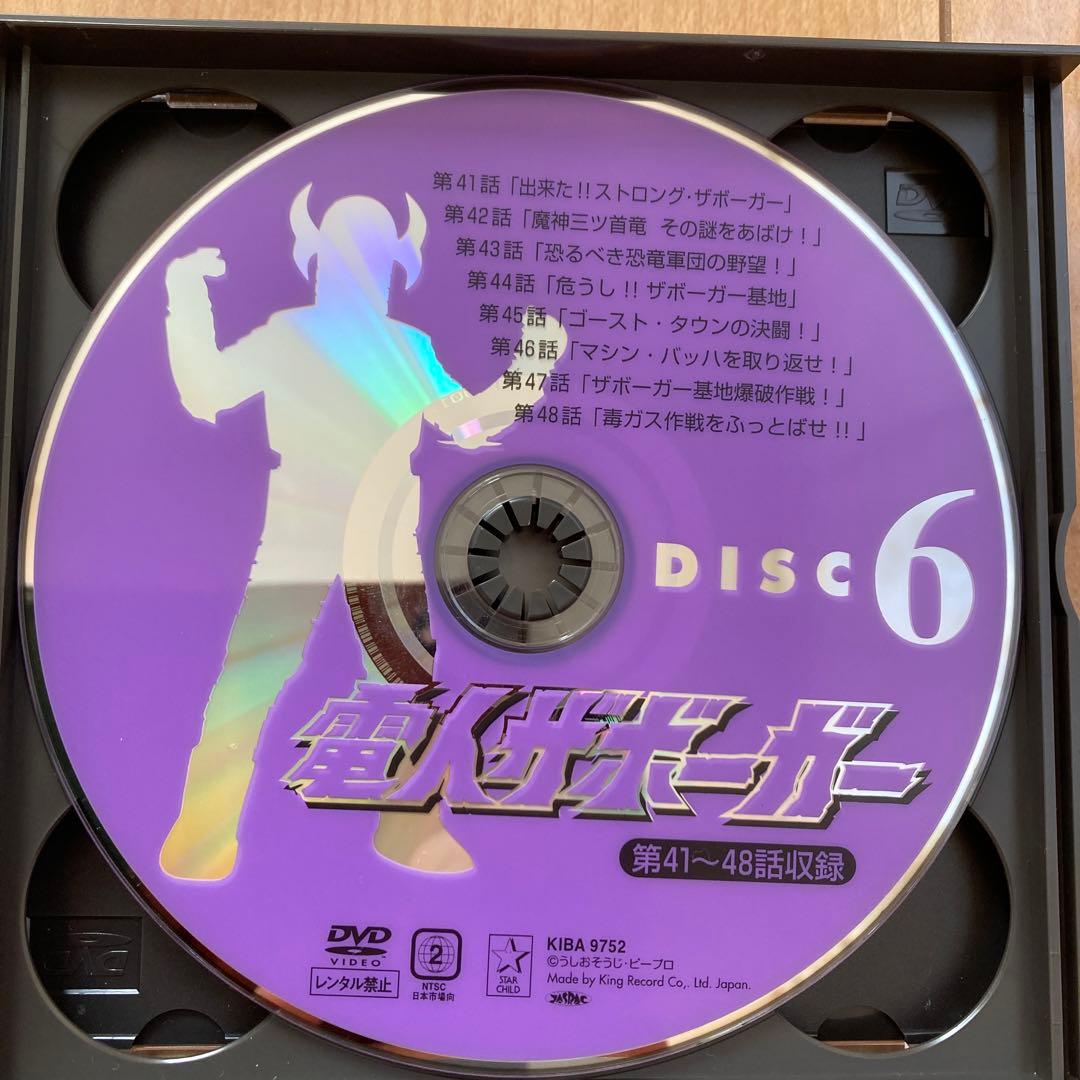 第41話「出来た!!ストロング・ザボーガー」
第42話「魔神三ツ首竜 その謎をあばけ!」
第43話「恐るべき恐竜軍団の野望!」
第44話「危うし!! ザボーガー基地」
第45話「ゴースト・タウンの決闘!」
第46話「マシン・バッハを取り返せ!」
第47話「ザボーガー基地爆破作戦!」
第48話「毒ガス作戦をふっとばせ!!」
DISC 6
電人ザボーガー
第41〜48話収録
DVD
VIDEO
レンタル禁止
2
NTSC
日本市場向
STAR
CHILD
KIBA 9752
©うしおそうじ・ピープロ
Made by King Record Co,. Ltd. Japan.
JASRAC